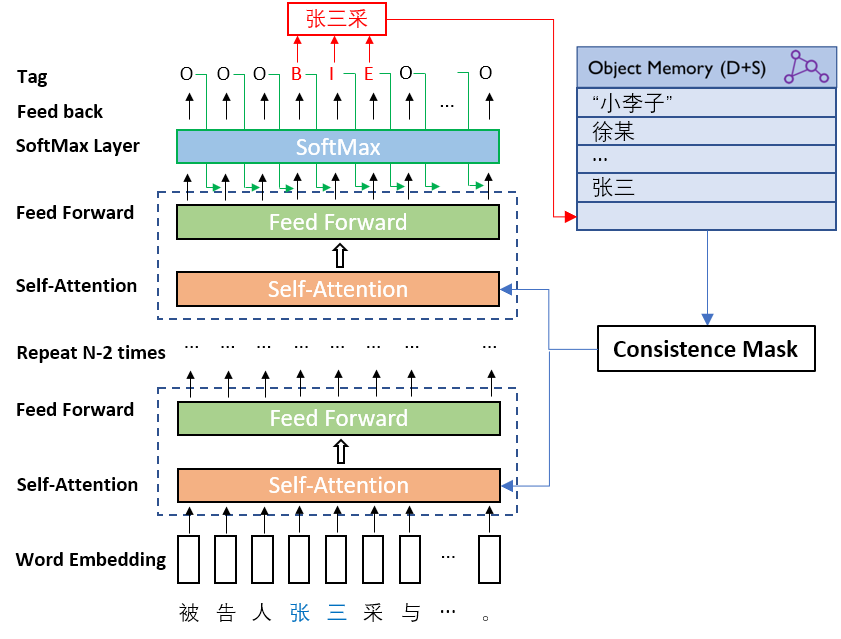 张三采
Tag
O O O B I E O ... O
Feed back
SoftMax Layer
SoftMax
Feed Forward
Feed Forward
Self-Attention
Self-Attention
Repeat N-2 times
... ... ... ... ... ... ... ...
Feed Forward
Feed Forward
Self-Attention
Self-Attention
Word Embedding
...
被 告 人 张 三 采 与 ... 。
Object Memory (D+S)
“小李子”
徐某
...
张三
Consistence Mask